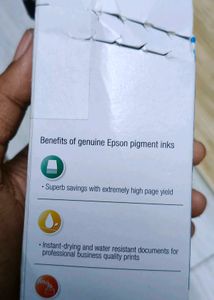 Benefits of genuine Epson pigment inks
• Superb savings with extremely high page yield
• Instant-drying and water resistant documents for
professional business quality prints